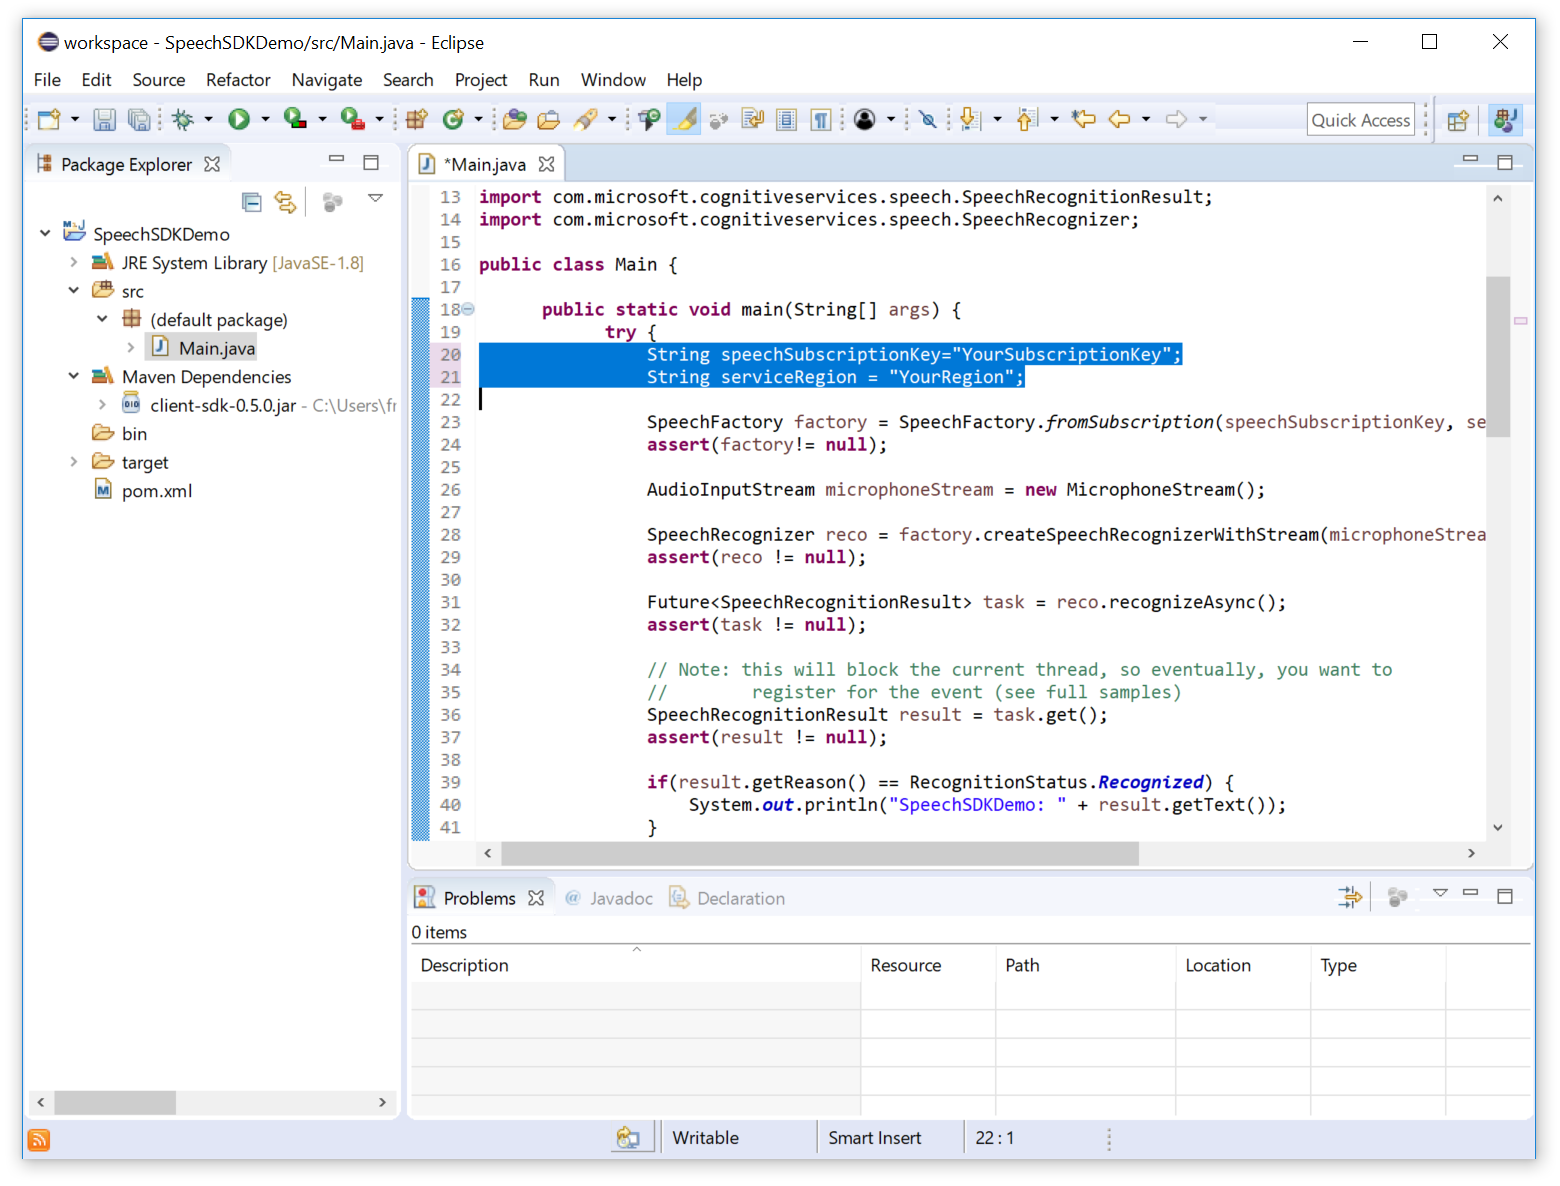 workspace - SpeechSDKDemo/src/Main.java - Eclipse
File Edit Source Refactor Navigate Search Project Run Window Help
Quick Access
Package Explorer
SpeechSDKDemo
JRE System Library [JavaSE-1.8]
src
(default package)
Main.java
Maven Dependencies
client-sdk-0.5.0.jar - C:\Users\fr
bin
target
pom.xml
*Main.java
13 import com.microsoft.cognitiveservices.speech.SpeechRecognitionResult;
14 import com.microsoft.cognitiveservices.speech.SpeechRecognizer;
15
16 public class Main {
17
18 public static void main(String[] args) {
19 try {
20 String speechSubscriptionKey="YourSubscriptionKey";
21 String serviceRegion = "YourRegion";
22
23 SpeechFactory factory = SpeechFactory.fromSubscription(speechSubscriptionKey, se
24 assert(factory!= null);
25
26 AudioInputStream microphoneStream = new MicrophoneStream();
27
28 SpeechRecognizer reco = factory.createSpeechRecognizerWithStream(microphoneStrea
29 assert(reco != null);
30
31 Future<SpeechRecognitionResult> task = reco.recognizeAsync();
32 assert(task != null);
33
34 // Note: this will block the current thread, so eventually, you want to
35 // register for the event (see full samples)
36 SpeechRecognitionResult result = task.get();
37 assert(result != null);
38
39 if(result.getReason() == RecognitionStatus.Recognized) {
40 System.out.println("SpeechSDKDemo: " + result.getText());
41 }
Problems @ Javadoc Declaration
0 items
Description Resource Path Location Type
Writable Smart Insert 22 : 1